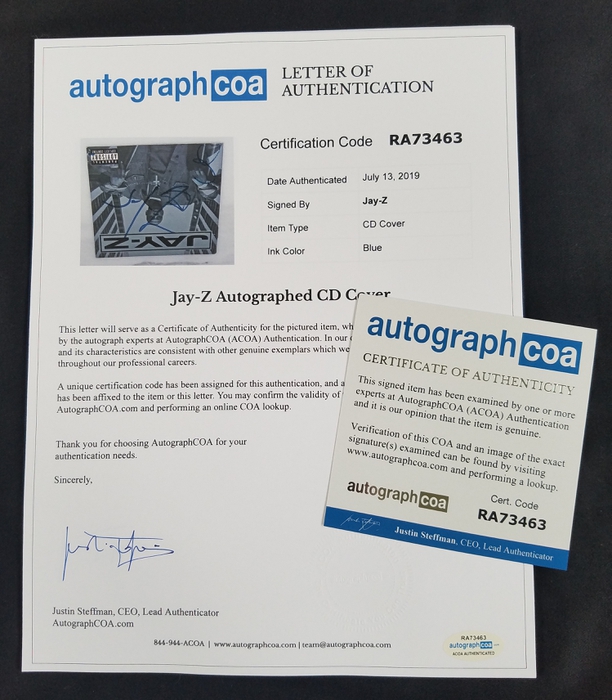 autographcoa
LETTER OF
AUTHENTICATION
Certification Code RA73463
Date Authenticated July 13, 2019
Signed By Jay-Z
Item Type CD Cover
Ink Color Blue
JAY-Z
Jay-Z Autographed CD Cover
This letter will serve as a Certificate of Authenticity for the pictured item, wh
by the autograph experts at AutographCOA (ACOA) Authentication. In our
and its characteristics are consistent with other genuine exemplars which we
throughout our professional careers.
A unique certification code has been assigned for this authentication, and a
has been affixed to the item or this letter. You may confirm the validity of
AutographCOA.com and performing an online COA lookup.
Thank you for choosing AutographCOA for your
authentication needs.
Sincerely,
Justin Steffman, CEO, Lead Authenticator
AutographCOA.com
844-944-ACOA | www.autographcoa.com | team@autographcoa.com
RA73463
autographcoa
ACOA AUTHENTICATED
autographcoa
CERTIFICATE OF AUTHENTICITY
This signed item has been examined by one or more
experts at AutographCOA (ACOA) Authentication
and it is our opinion that the item is genuine.
Verification of this COA and an image of the exact
signature(s) examined can be found by visiting
www.autographcoa.com and performing a lookup.
autographcoa
Cert. Code
RA73463
Justin Steffman, CEO, Lead Authenticator